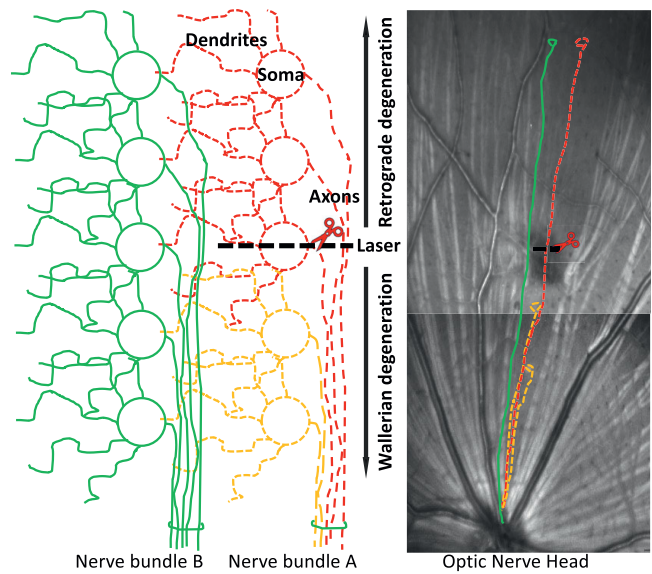 Dendrites
Soma
Axons
Laser
Retrograde degeneration
Wallerian degeneration
Nerve bundle B
Nerve bundle A
Optic Nerve Head